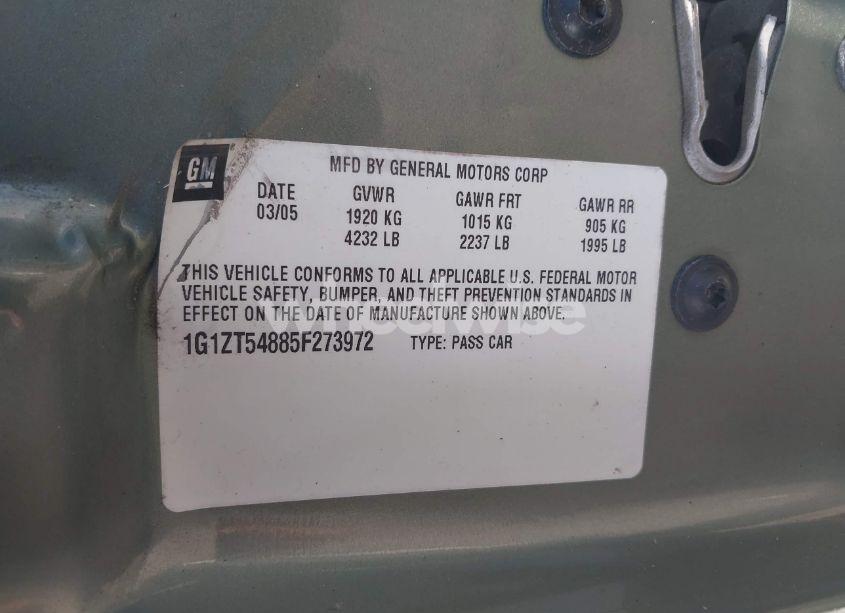 GM
MFD BY GENERAL MOTORS CORP
DATE GVWR GAWR FRT GAWR RR
03/05 1920 KG 1015 KG 905 KG
4232 LB 2237 LB 1995 LB
THIS VEHICLE CONFORMS TO ALL APPLICABLE U.S. FEDERAL MOTOR
VEHICLE SAFETY, BUMPER, AND THEFT PREVENTION STANDARDS IN
EFFECT ON THE DATE OF MANUFACTURE SHOWN ABOVE.
wheelwise
1G1ZT54885F273972 TYPE: PASS CAR